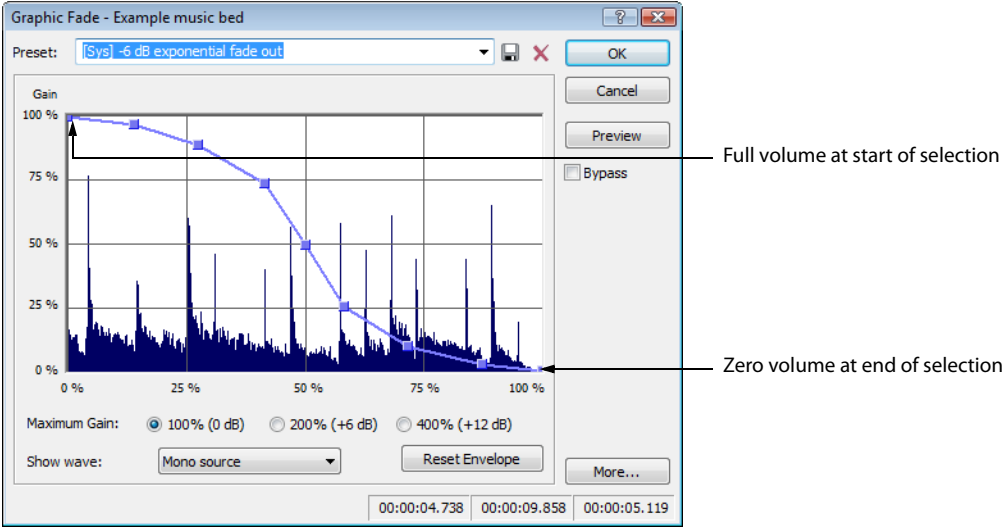 Graphic Fade - Example music bed
Preset: [Sys] -6 dB exponential fade out
OK
Cancel
Preview
Bypass
Gain
100 %
75 %
50 %
25 %
0 %
0 % 25 % 50 % 75 % 100 %
Full volume at start of selection
Zero volume at end of selection
Maximum Gain: 100% (0 dB) 200% (+6 dB) 400% (+12 dB)
Show wave: Mono source Reset Envelope
More...
00:00:04.738 00:00:09.858 00:00:05.119